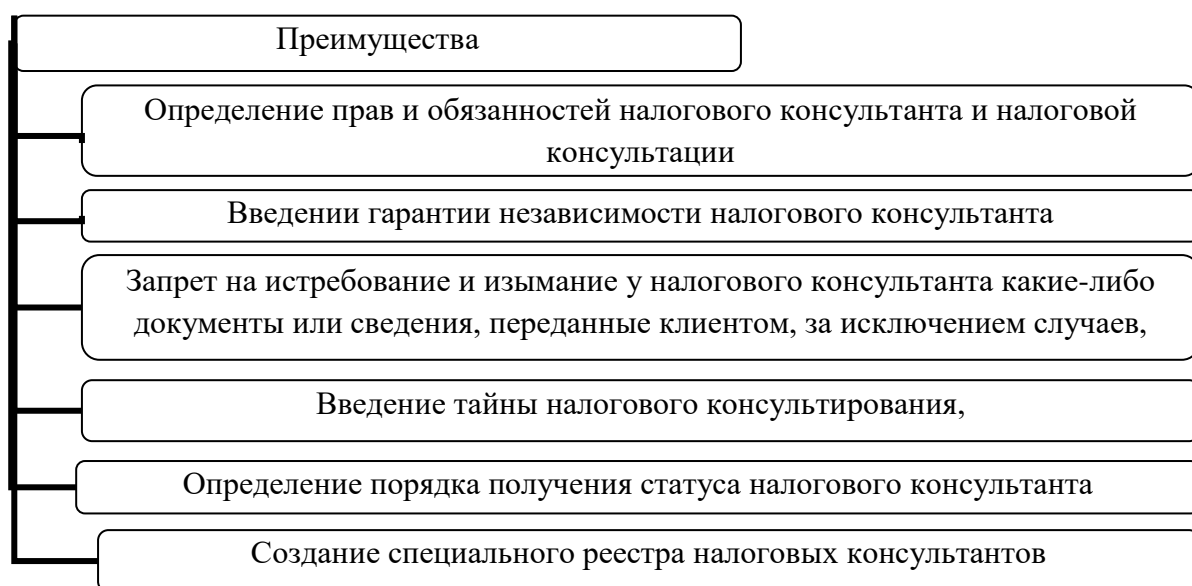 Преимущества
Определение прав и обязанностей налогового консультанта и налоговой
консультации
Введении гарантии независимости налогового консультанта
Запрет на истребование и изымание у налогового консультанта какие-либо
документы или сведения, переданные клиентом, за исключением случаев,
Введение тайны налогового консультирования,
Определение порядка получения статуса налогового консультанта
Создание специального реестра налоговых консультантов